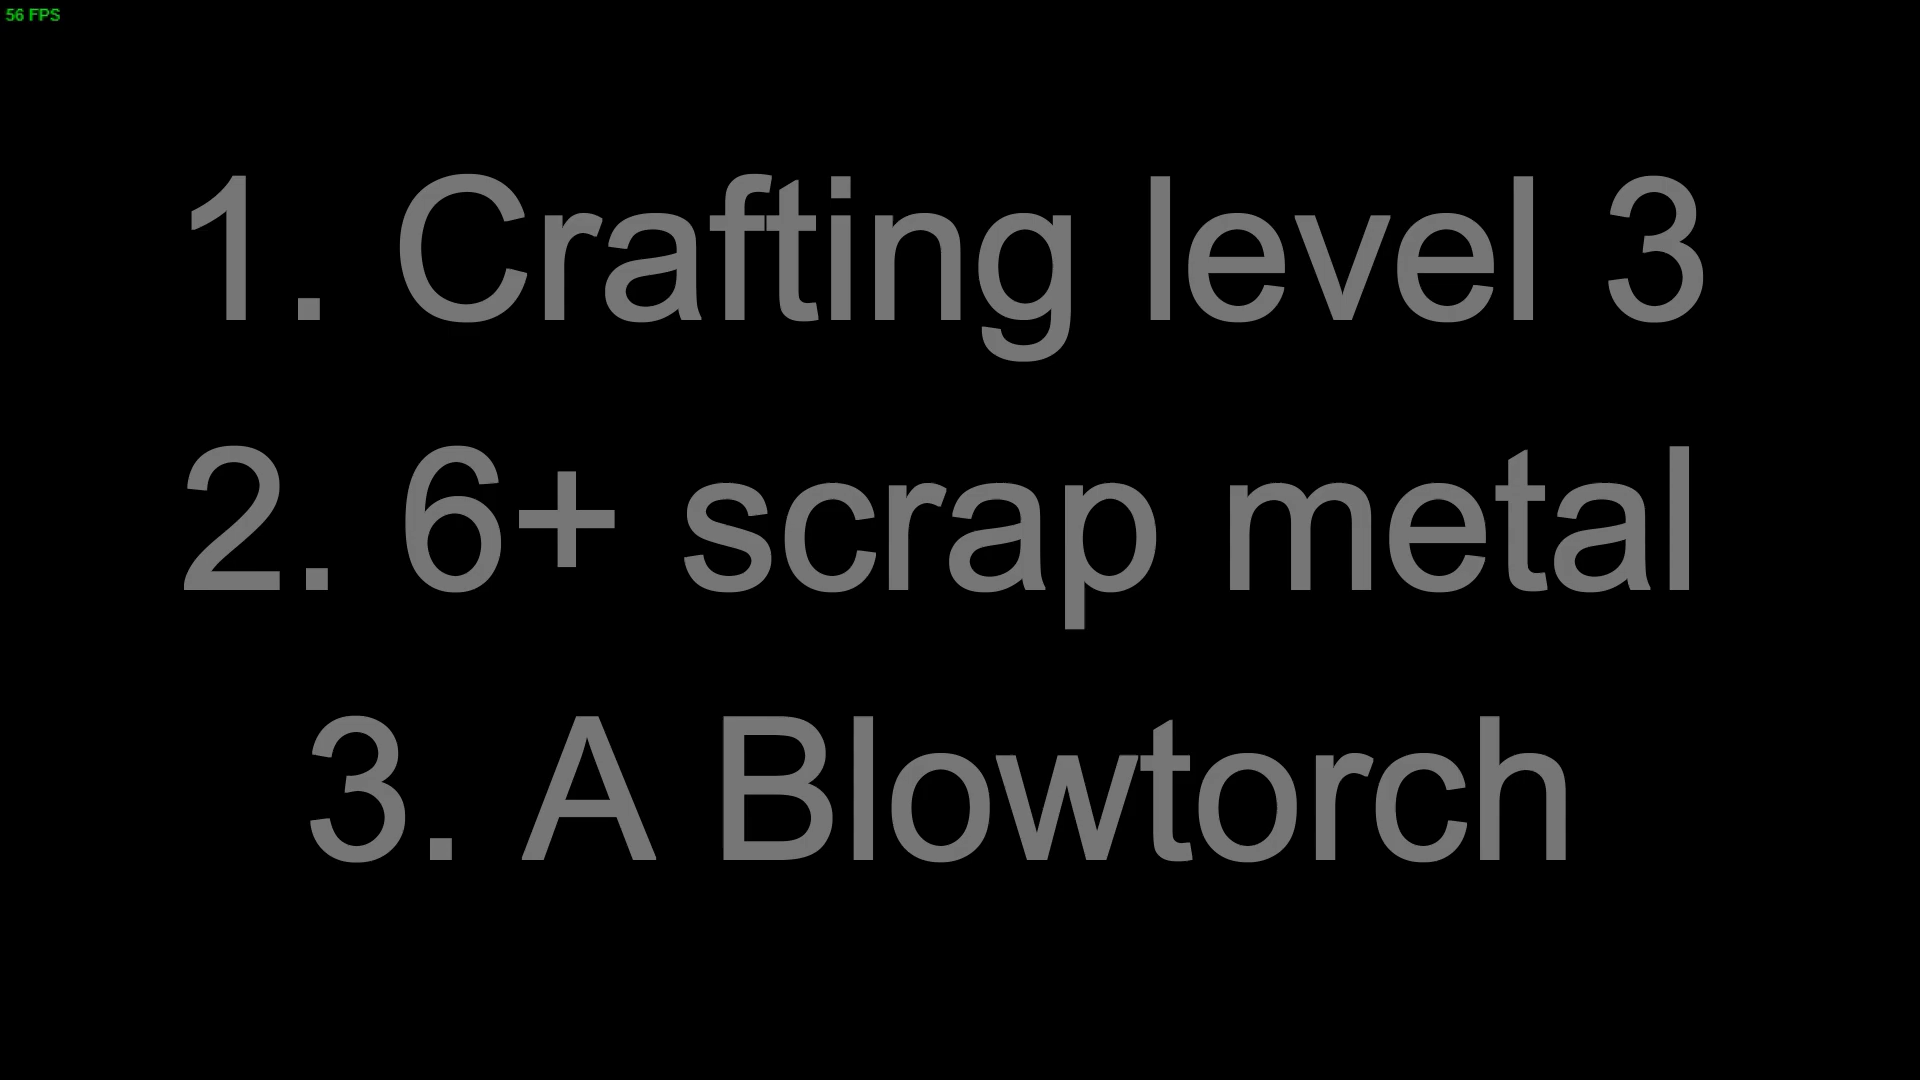 56 FPS
1. Crafting level 3
2. 6+ scrap metal
3. A Blowtorch